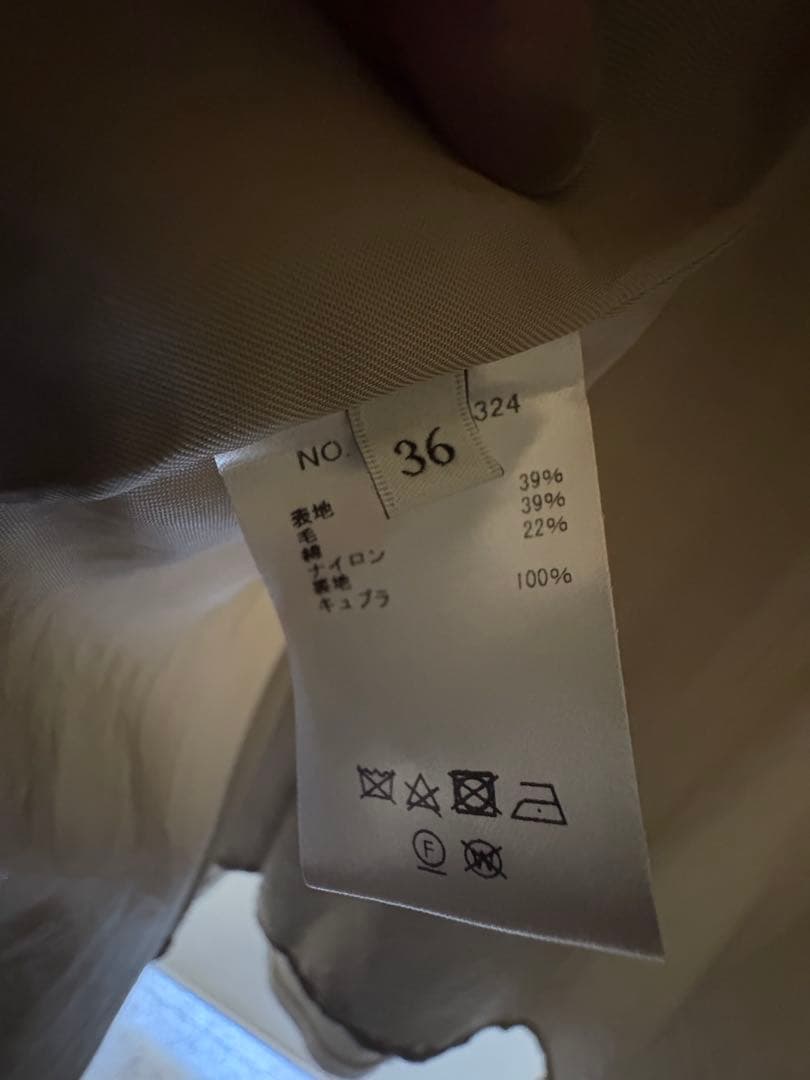 NO. 324
36
表地
毛 39%
綿 39%
ナイロン 22%
裏地
キュプラ 100%
F
W